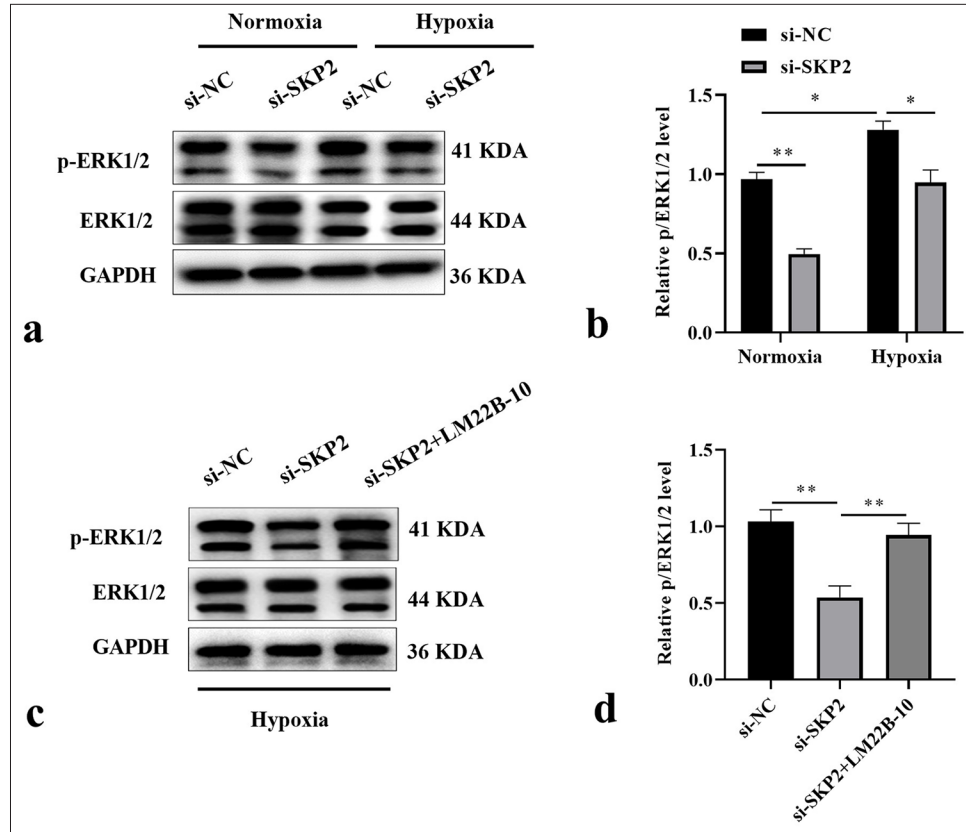 Normoxia Hypoxia
si-NC si-SKP2 si-NC si-SKP2
p-ERK1/2 41 KDA
ERK1/2 44 KDA
GAPDH 36 KDA
a
si-NC
si-SKP2
Relative p/ERK1/2 level
1.5
1.0
0.5
0.0
* *
**
Normoxia Hypoxia
b
si-NC si-SKP2 si-SKP2+LM22B-10
p-ERK1/2 41 KDA
ERK1/2 44 KDA
GAPDH 36 KDA
Hypoxia
c
Relative p/ERK1/2 level
1.5
1.0
0.5
0.0
** **
si-NC si-SKP2 si-SKP2+LM22B-10
d